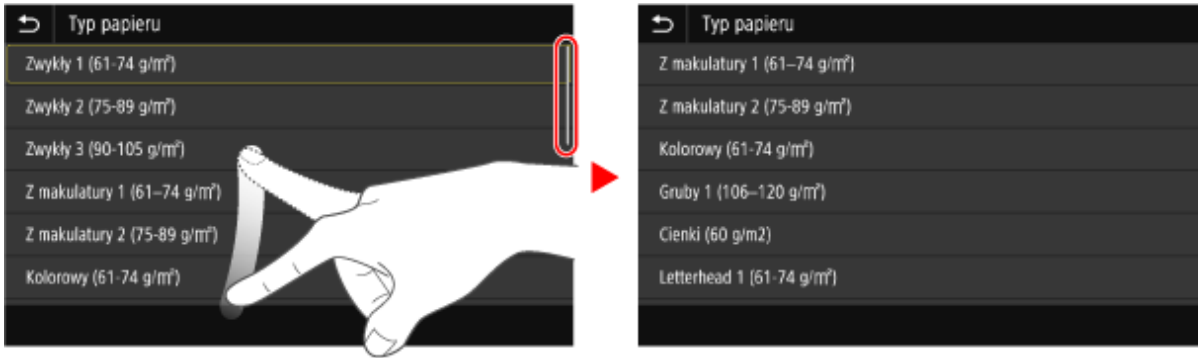 Typ papieru
Zwykły 1 (61-74 g/m²)
Zwykły 2 (75-89 g/m²)
Zwykły 3 (90-105 g/m²)
Z makulatury 1 (61–74 g/m²)
Z makulatury 2 (75-89 g/m²)
Kolorowy (61-74 g/m²)
Typ papieru
Z makulatury 1 (61–74 g/m²)
Z makulatury 2 (75-89 g/m²)
Kolorowy (61-74 g/m²)
Gruby 1 (106–120 g/m²)
Cienki (60 g/m2)
Letterhead 1 (61-74 g/m²)